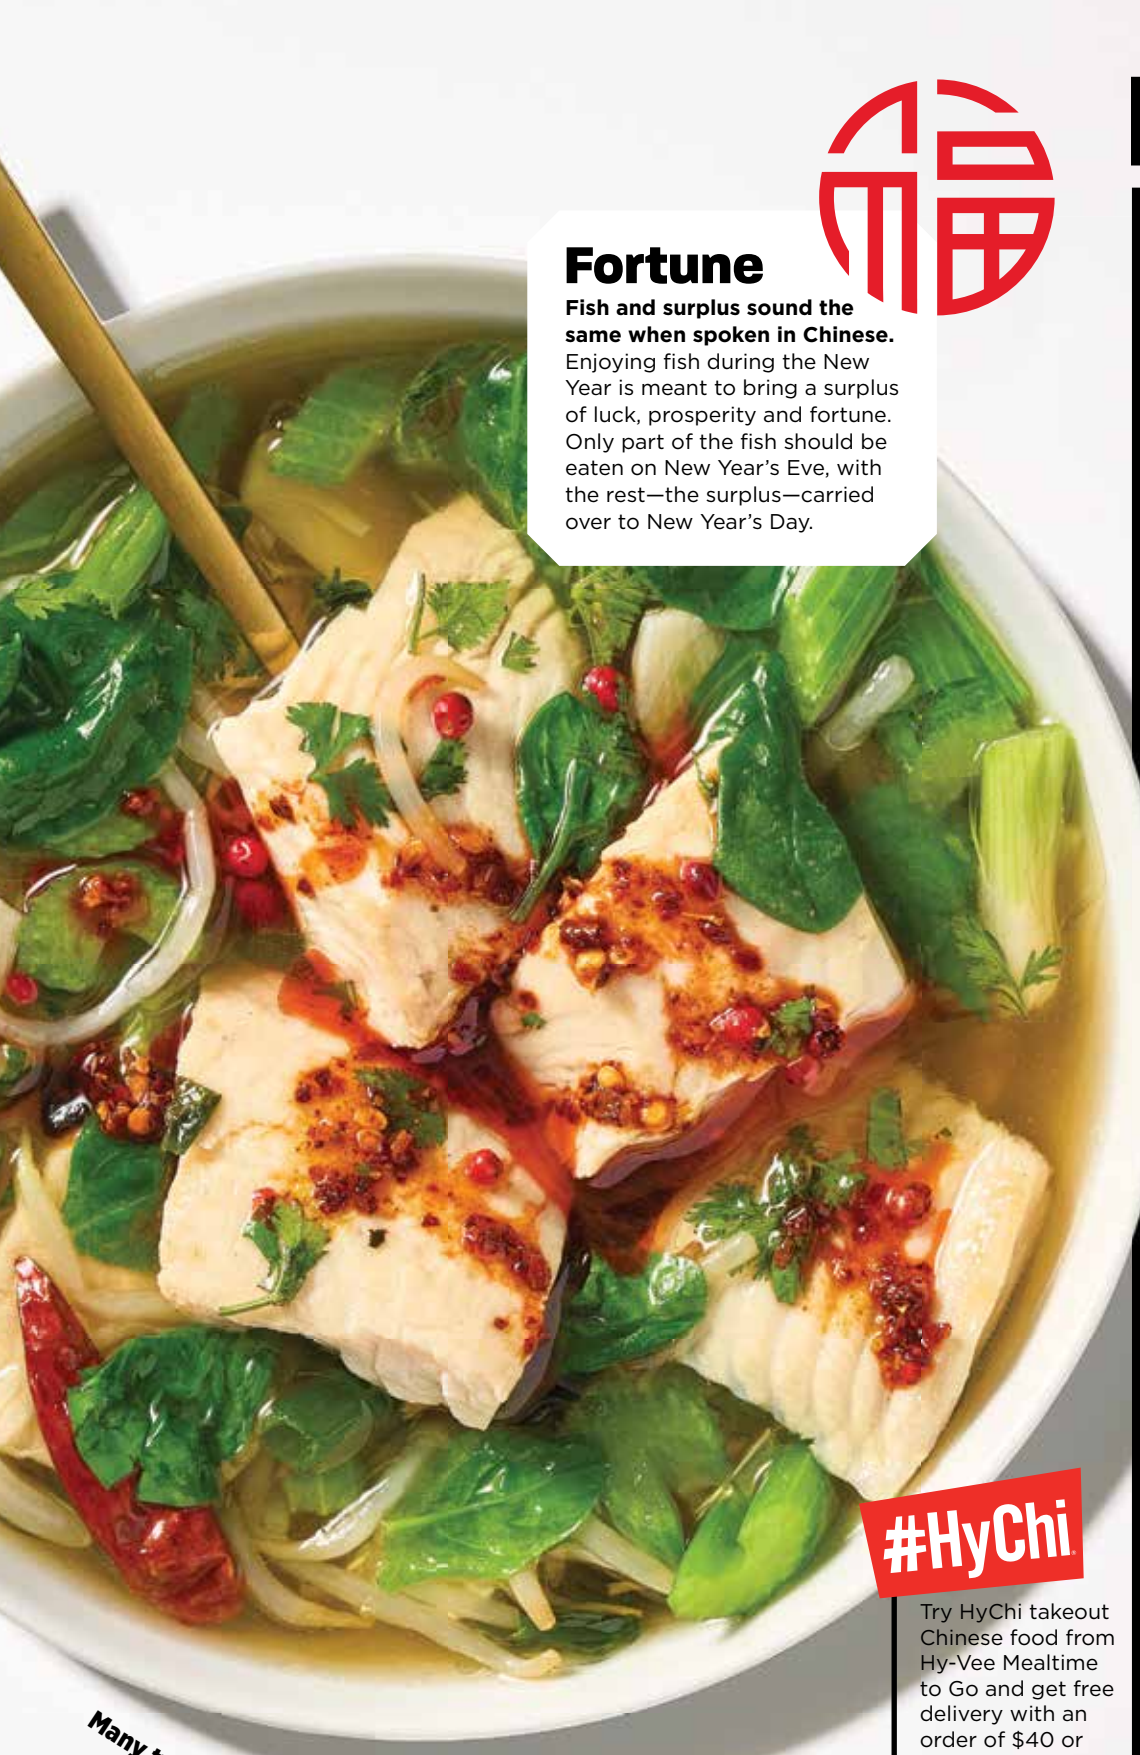 福
Fortune
Fish and surplus sound the
same when spoken in Chinese.
Enjoying fish during the New
Year is meant to bring a surplus
of luck, prosperity and fortune.
Only part of the fish should be
eaten on New Year’s Eve, with
the rest—the surplus—carried
over to New Year’s Day.
#HyChi
Try HyChi takeout
Chinese food from
Hy-Vee Mealtime
to Go and get free
delivery with an
order of $40 or
Many